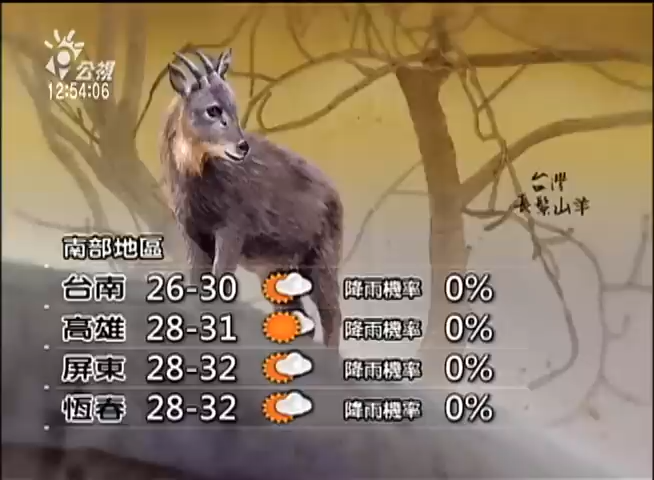 公視
12:54:06
台灣
長鬃山羊
南部地區
台南 26-30 降雨機率 0%
高雄 28-31 降雨機率 0%
屏東 28-32 降雨機率 0%
恆春 28-32 降雨機率 0%